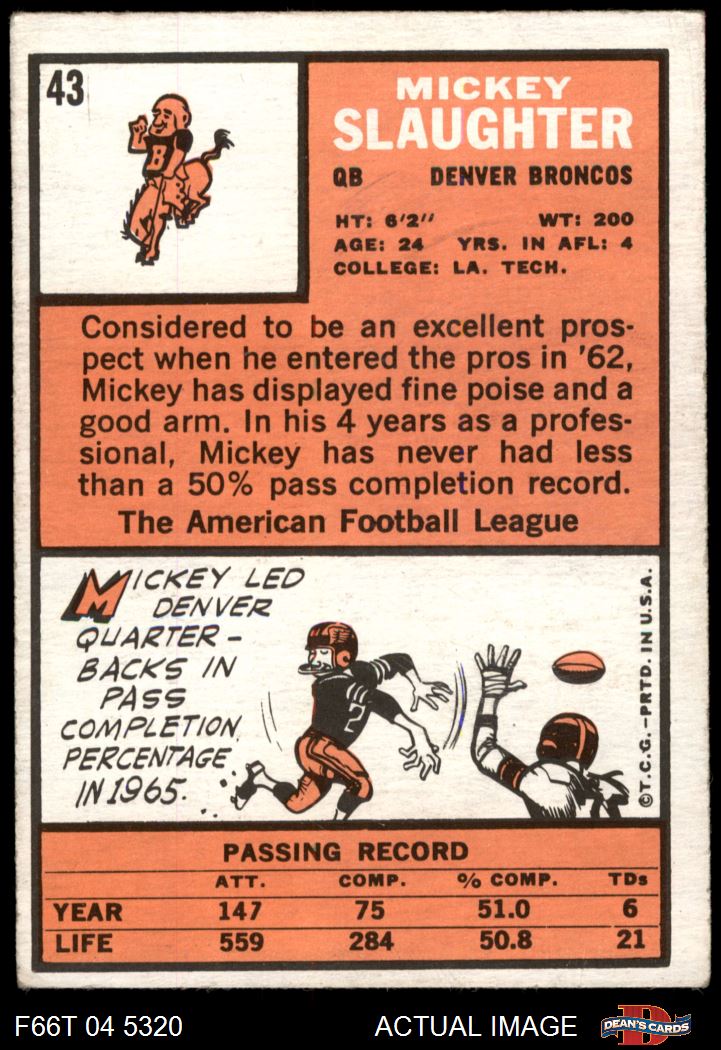 43
MICKEY
SLAUGHTER
QB DENVER BRONCOS
HT: 6'2" WT: 200
AGE: 24 YRS. IN AFL: 4
COLLEGE: LA. TECH.
B
Considered to be an excellent pros-
pect when he entered the pros in '62,
Mickey has displayed fine poise and a
good arm. In his 4 years as a profes-
sional, Mickey has never had less
than a 50% pass completion record.
The American Football League
MICKEY LED
DENVER
QUARTER-
BACKS IN
PASS
COMPLETION
PERCENTAGE
IN 1965.
2
©T.C.G.–PRTD. IN U.S.A.
PASSING RECORD
ATT. COMP. % COMP. TDs
YEAR 147 75 51.0 6
LIFE 559 284 50.8 21
F66T 04 5320 ACTUAL IMAGE D DEAN'S CARDS